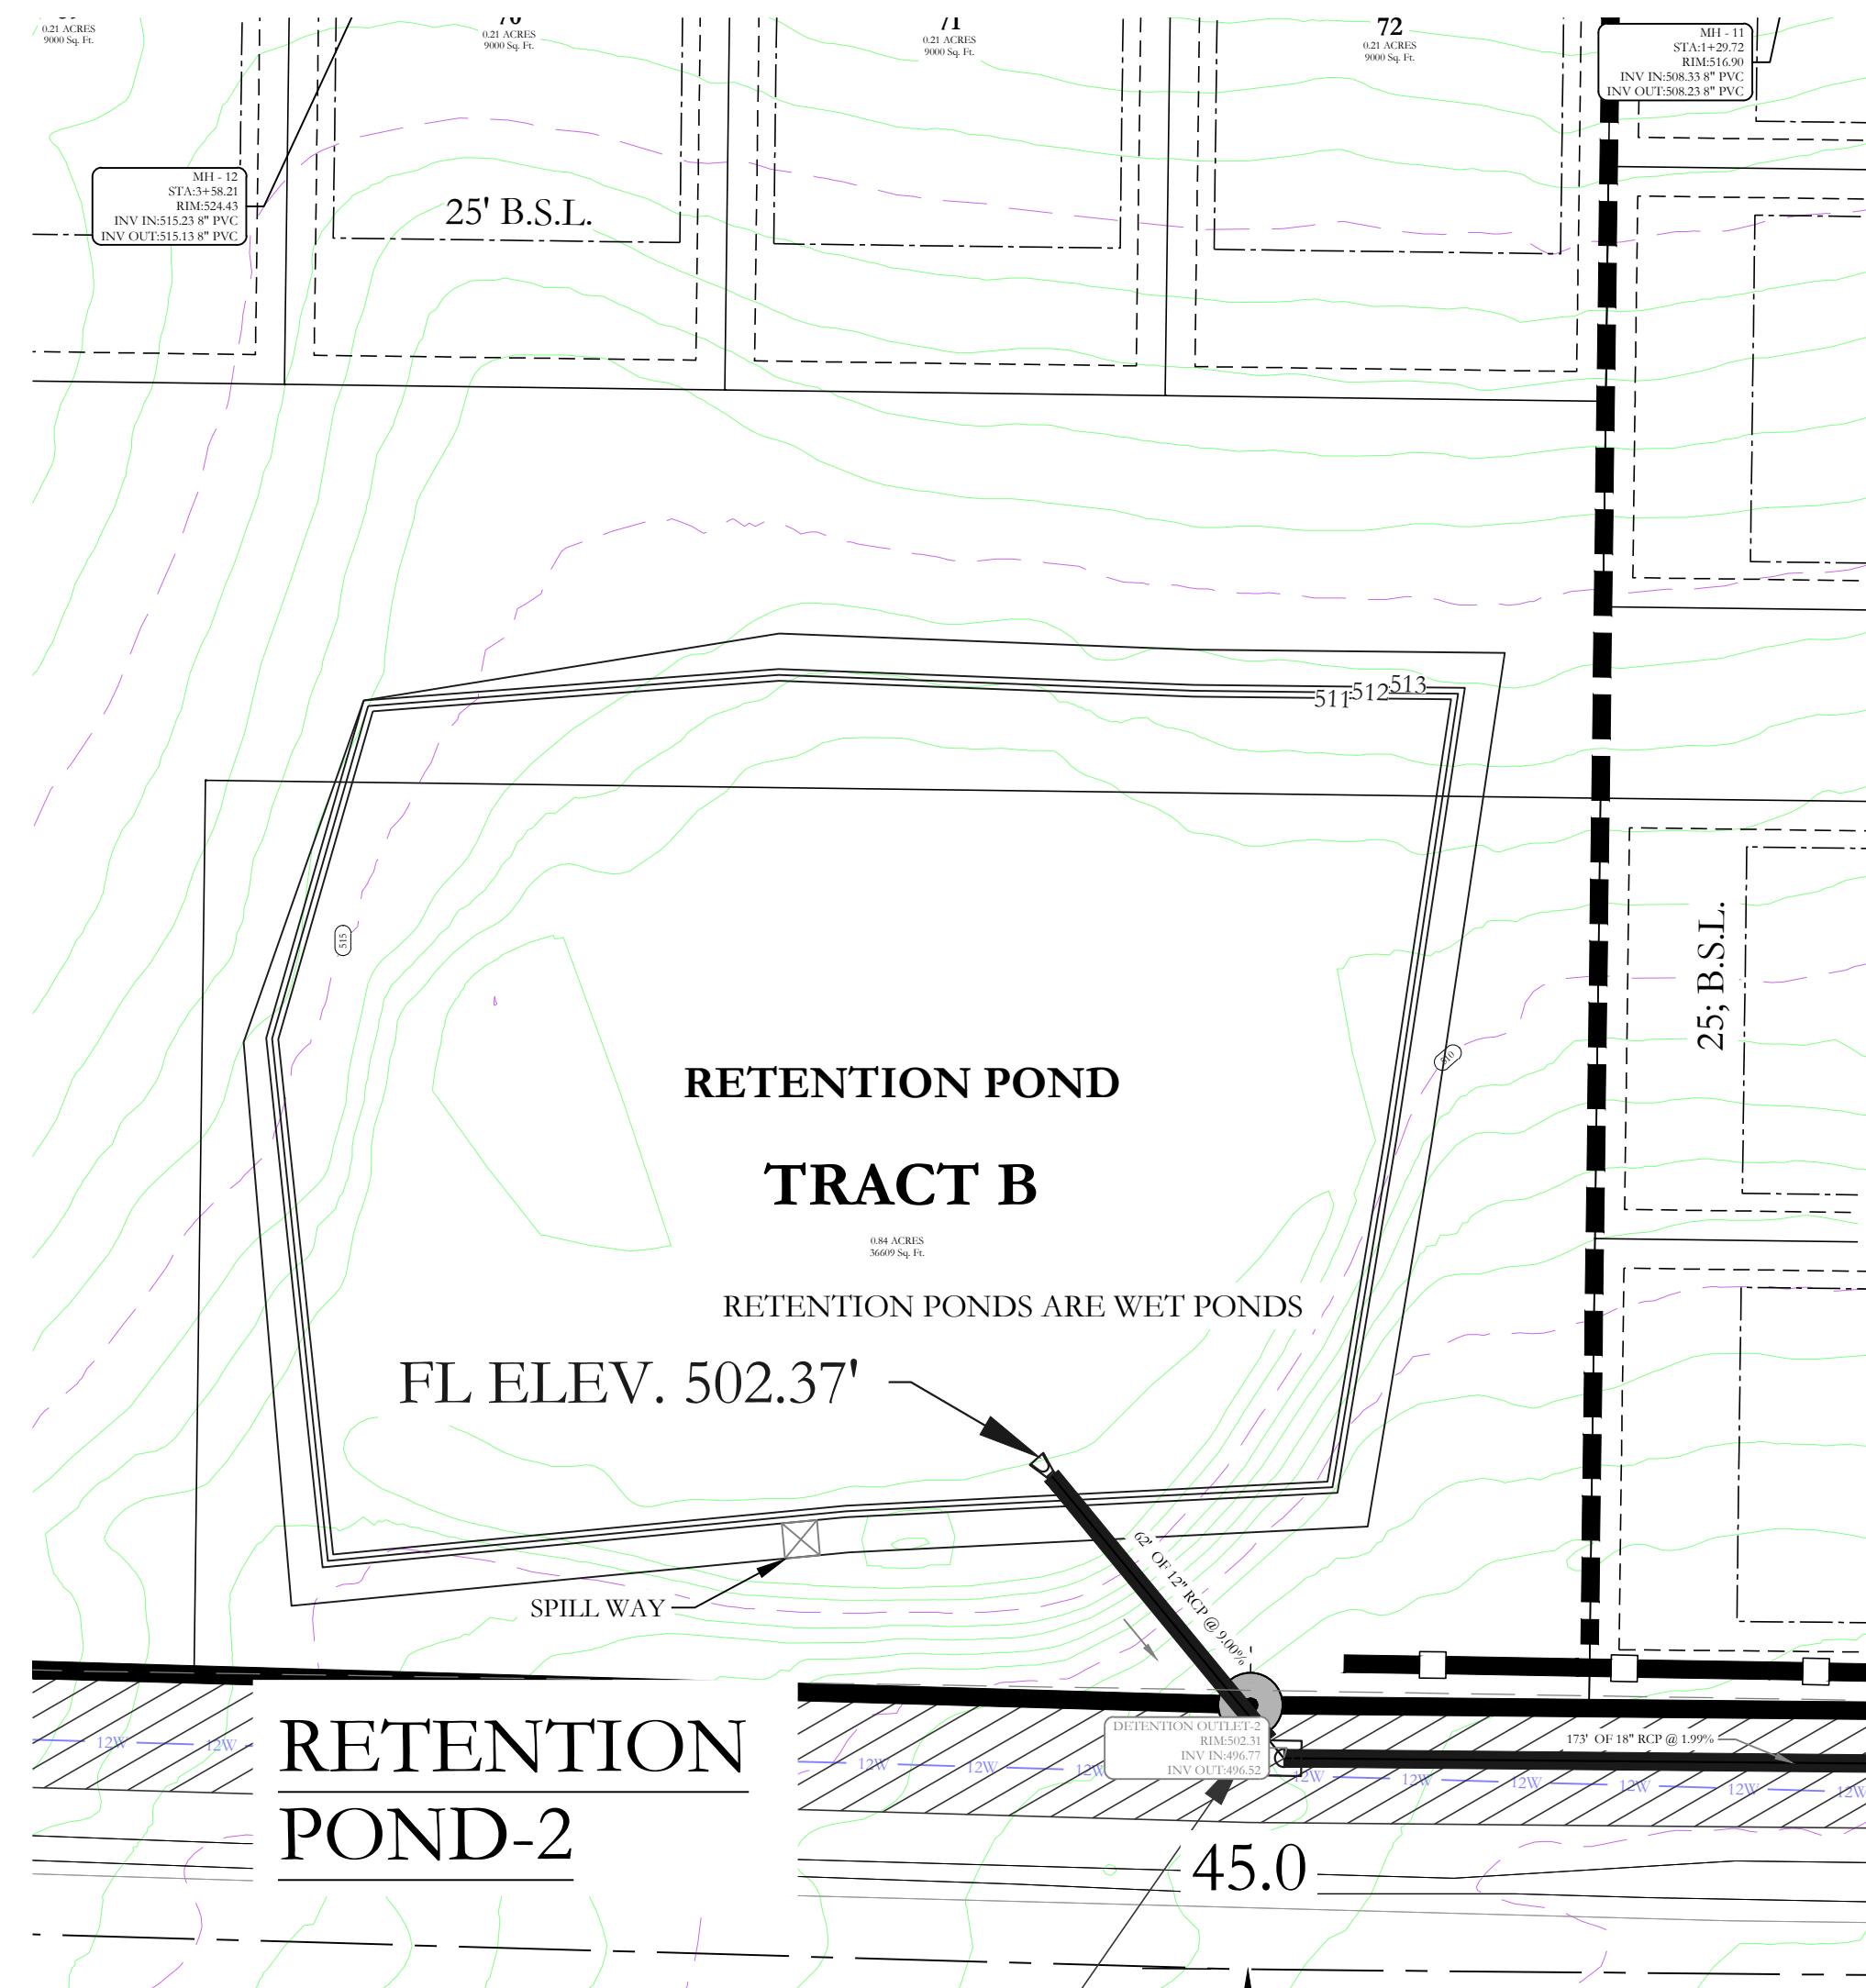 0.21 ACRES
9000 Sq. Ft.
70
0.21 ACRES
9000 Sq. Ft.
71
0.21 ACRES
9000 Sq. Ft.
72
0.21 ACRES
9000 Sq. Ft.
MH - 11
STA:1+29.72
RIM:516.90
INV IN:508.33 8" PVC
INV OUT:508.23 8" PVC
MH - 12
STA:3+58.21
RIM:524.43
INV IN:515.23 8" PVC
INV OUT:515.13 8" PVC
25' B.S.L.
511 512 513
515
25; B.S.L.
510
RETENTION POND
TRACT B
0.84 ACRES
36609 Sq. Ft.
RETENTION PONDS ARE WET PONDS
FL ELEV. 502.37'
62' OF 12" RCP @ 9.00%
SPILL WAY
RETENTION
POND-2
DETENTION OUTLET-2
RIM:502.31
INV IN:496.77
INV OUT:496.52
173' OF 18" RCP @ 1.99%
12W 12W 12W 12W 12W 12W 12W 12W 12W 12W 12W
45.0